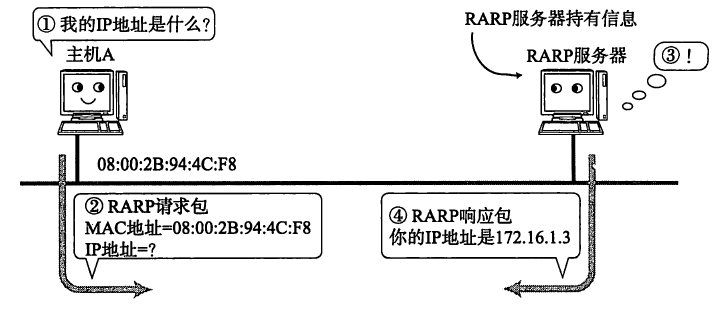 ① 我的IP地址是什么?
主机A
RARP服务器持有信息
RARP服务器
③!
08:00:2B:94:4C:F8
② RARP请求包
MAC地址=08:00:2B:94:4C:F8
IP地址=?
④ RARP响应包
你的IP地址是172.16.1.3